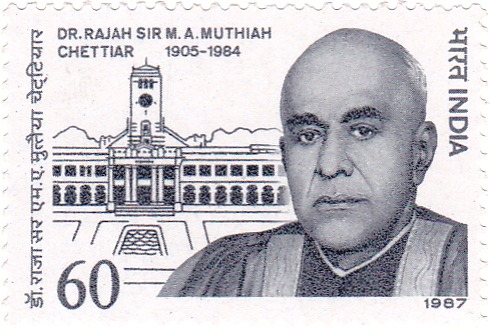 DR. RAJAH SIR M. A. MUTHIAH
CHETTIAR 1905-1984
डॉ. राजा सर एम. ए. मुतैया चेट्टियार
भारत INDIA
60
1987